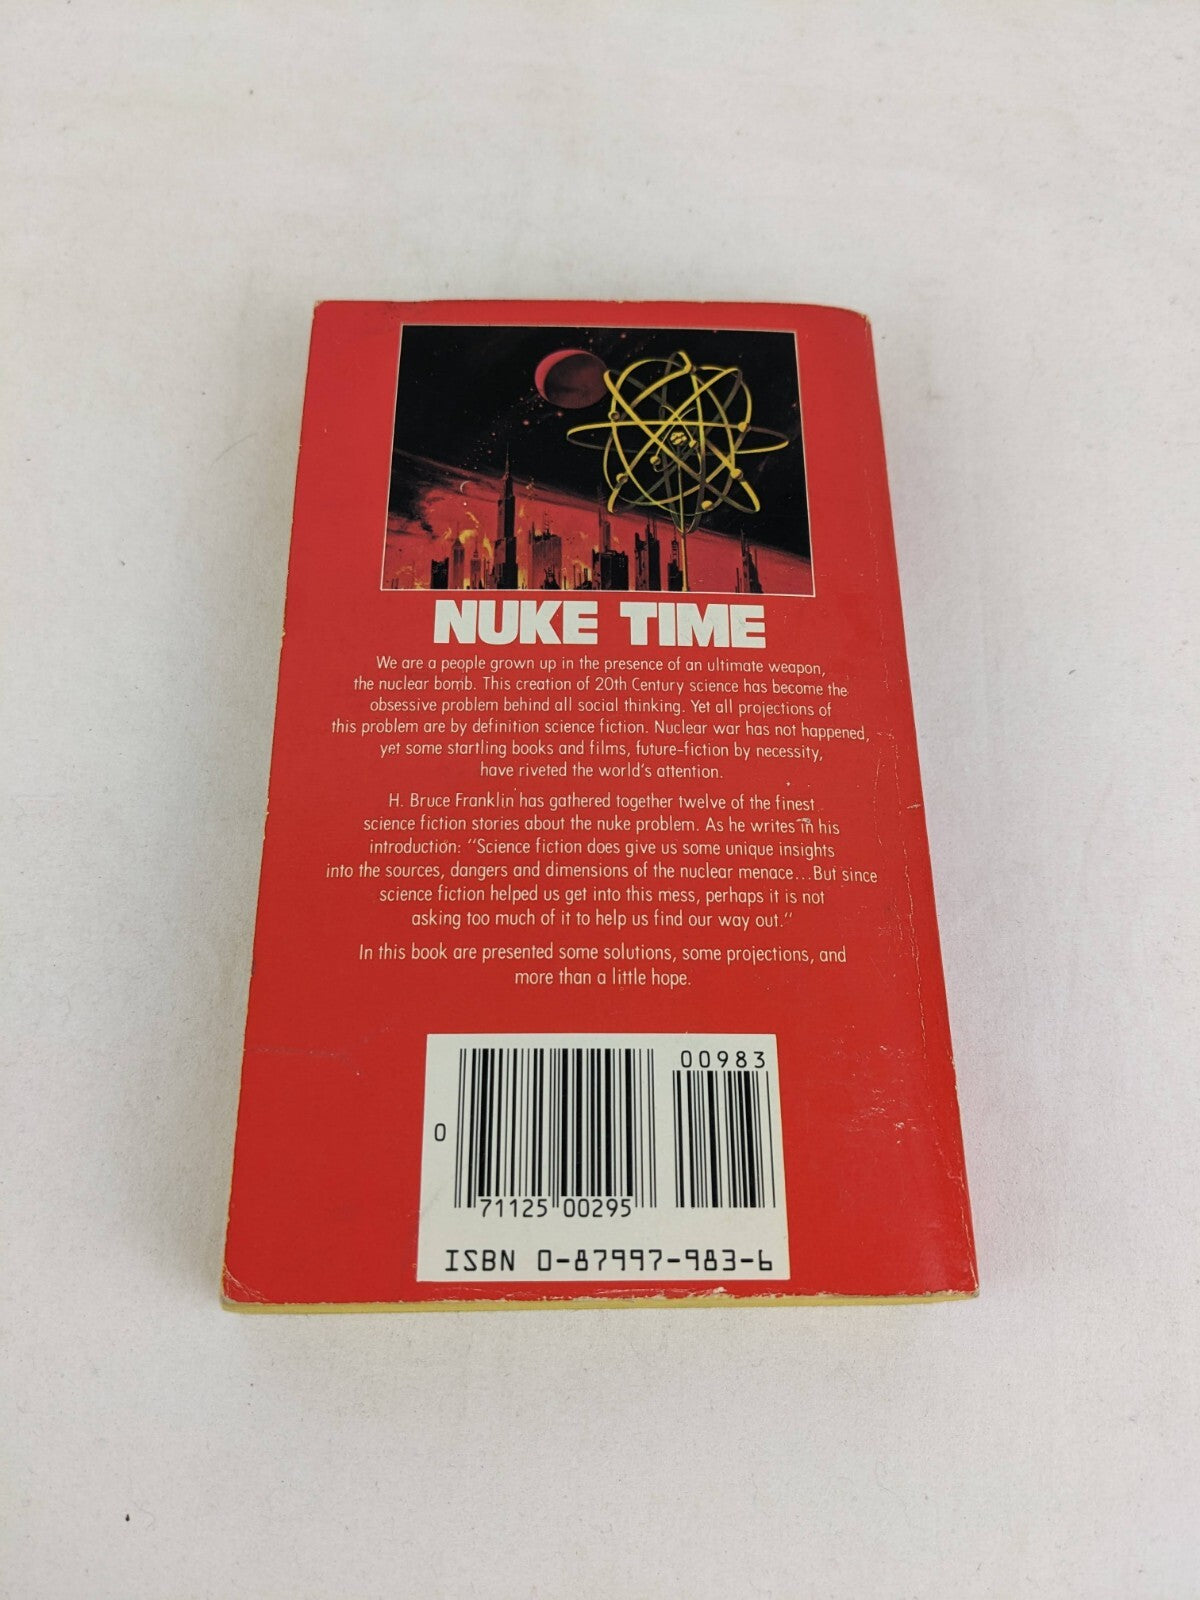 NUKE TIME
We are a people grown up in the presence of an ultimate weapon,
the nuclear bomb. This creation of 20th Century science has become the
obsessive problem behind all social thinking. Yet all projections of
this problem are by definition science fiction. Nuclear war has not happened,
yet some startling books and films, future-fiction by necessity,
have riveted the world's attention.
H. Bruce Franklin has gathered together twelve of the finest
science fiction stories about the nuke problem. As he writes in his
introduction: "Science fiction does give us some unique insights
into the sources, dangers and dimensions of the nuclear menace...But since
science fiction helped us get into this mess, perhaps it is not
asking too much of it to help us find our way out."
In this book are presented some solutions, some projections, and
more than a little hope.
00983
0
71125 00295
ISBN 0-87997-983-6